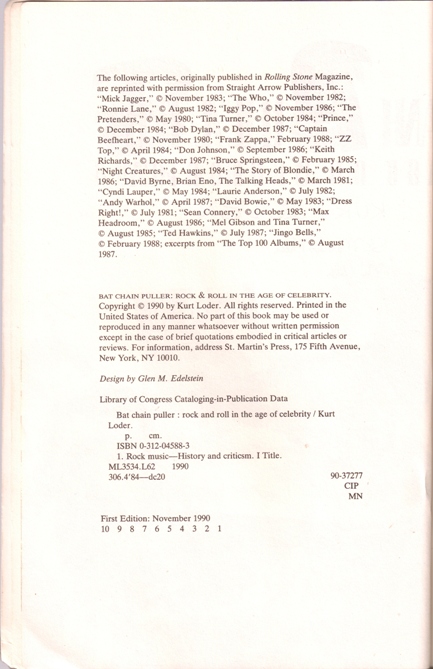 The following articles, originally published in Rolling Stone Magazine,
are reprinted with permission from Straight Arrow Publishers, Inc.:
"Mick Jagger," © November 1983; "The Who," © November 1982;
"Ronnie Lane," © August 1982; "Iggy Pop," © November 1986; "The
Pretenders," © May 1980; "Tina Turner," © October 1984; "Prince,"
© December 1984; "Bob Dylan," © December 1987; "Captain
Beefheart," © November 1980; "Frank Zappa," February 1988; "ZZ
Top," © April 1984; "Don Johnson," © September 1986; "Keith
Richards," © December 1987; "Bruce Springsteen," © February 1985;
"Night Creatures," © August 1984; "The Story of Blondie," © March
1986; "David Byrne, Brian Eno, The Talking Heads," © March 1981;
"Cyndi Lauper," © May 1984; "Laurie Anderson," © July 1982;
"Andy Warhol," © April 1987; "David Bowie," © May 1983; "Dress
Right!," © July 1981; "Sean Connery," © October 1983; "Max
Headroom," © August 1986; "Mel Gibson and Tina Turner,"
© August 1985; "Ted Hawkins," © July 1987; "Jingo Bells,"
© February 1988; excerpts from "The Top 100 Albums," © August
1987.
BAT CHAIN PULLER: ROCK & ROLL IN THE AGE OF CELEBRITY.
Copyright © 1990 by Kurt Loder. All rights reserved. Printed in the
United States of America. No part of this book may be used or
reproduced in any manner whatsoever without written permission
except in the case of brief quotations embodied in critical articles or
reviews. For information, address St. Martin's Press, 175 Fifth Avenue,
New York, NY 10010.
Design by Glen M. Edelstein
Library of Congress Cataloging-in-Publication Data
Bat chain puller : rock and roll in the age of celebrity / Kurt
Loder.
p. cm.
ISBN 0-312-04588-3
1. Rock music—History and criticsm. I Title.
ML3534.L62 1990
306.4'84—dc20 90-37277
CIP
MN
First Edition: November 1990
10 9 8 7 6 5 4 3 2 1